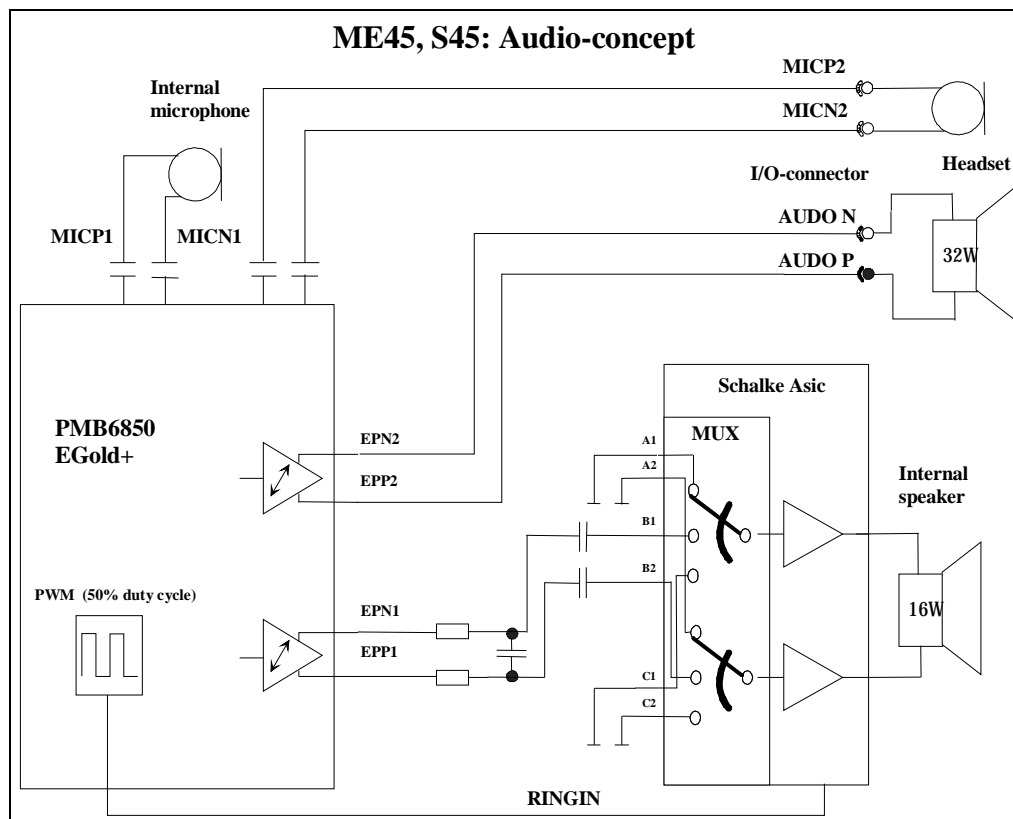 ME45, S45: Audio-concept
MICP2
Internal
microphone
MICN2
I/O-connector
Headset
MICP1
MICN1
AUDO N
AUDO P
32W
Schalke Asic
PMB6850
EGold+
MUX
EPN2
A1
A2
EPP2
Internal
speaker
B1
B2
PWM (50% duty cycle)
EPN1
16W
EPP1
C1
C2
RINGIN